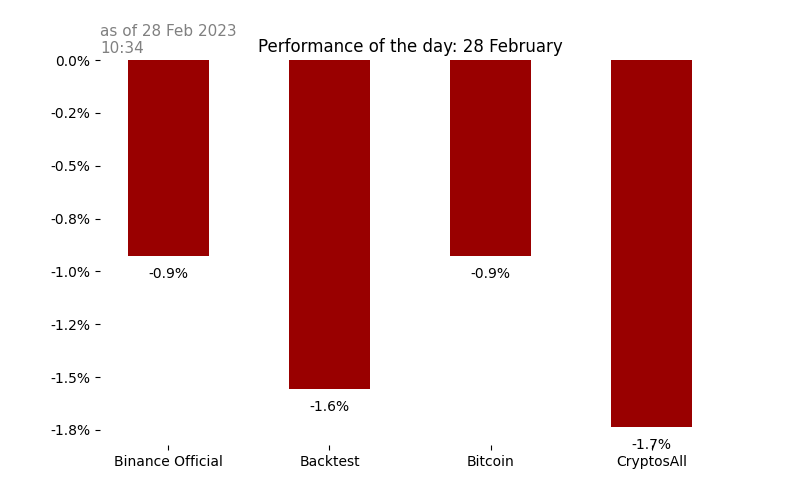 as of 28 Feb 2023
10:34
Performance of the day: 28 February
0.0%
-0.2%
-0.5%
-0.8%
-1.0%
-1.2%
-1.5%
-1.8%
-0.9%
-1.6%
-0.9%
-1.7%
Binance Official
Backtest
Bitcoin
CryptosAll